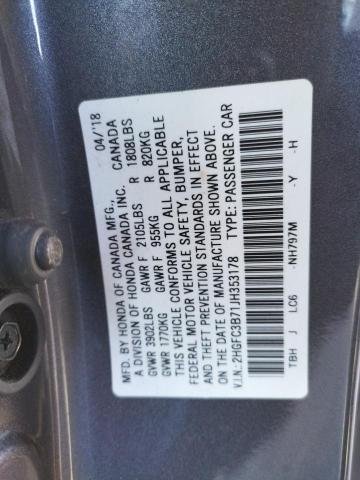 MFD. BY HONDA OF CANADA MFG., 04/'18
A DIVISION OF HONDA CANADA INC. CANADA
GVWR 3902LBS GAWR F 2105LBS R 1808LBS
GVWR 1770KG GAWR F 955KG R 820KG
THIS VEHICLE CONFORMS TO ALL APPLICABLE
FEDERAL MOTOR VEHICLE SAFETY, BUMPER,
AND THEFT PREVENTION STANDARDS IN EFFECT
ON THE DATE OF MANUFACTURE SHOWN ABOVE.
V.I.N.: 2HGFC3B71JH353178 TYPE: PASSENGER CAR
TBH J LC6 -NH797M -Y -H